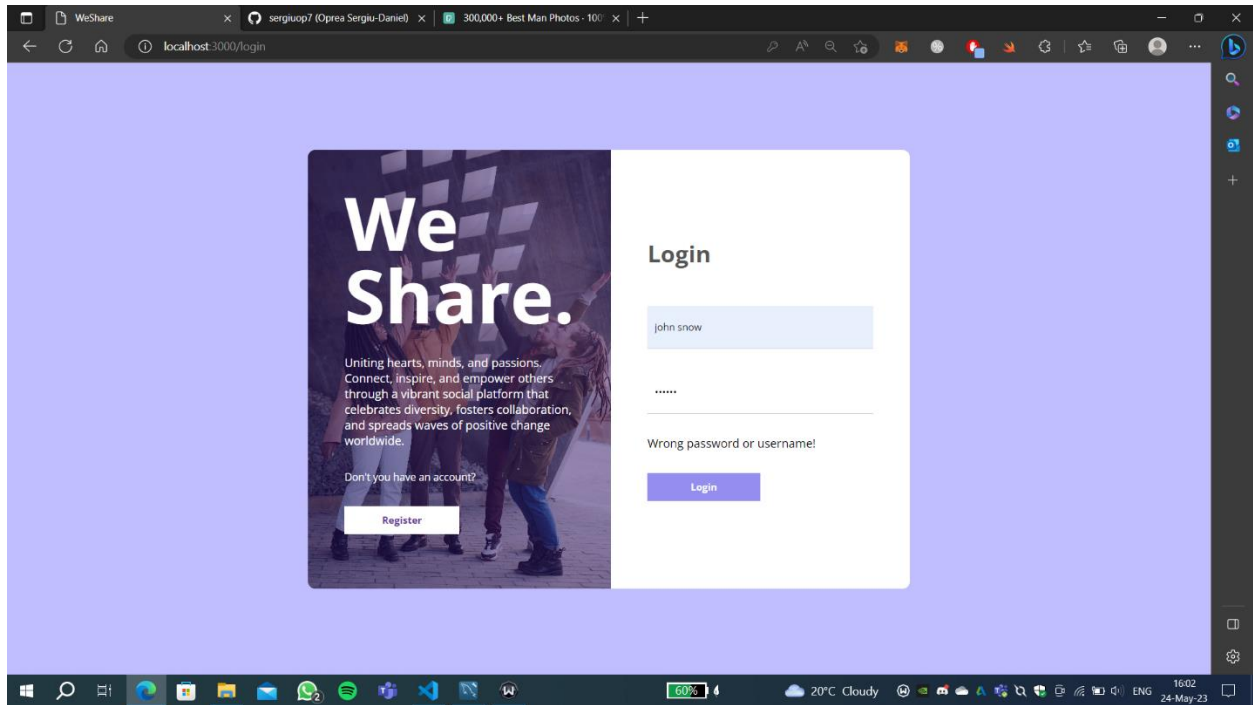 WeShare
sergiuop7 (Oprea Sergiu-Daniel)
300,000+ Best Man Photos · 100
localhost:3000/login
We
Share.
Uniting hearts, minds, and passions.
Connect, inspire, and empower others
through a vibrant social platform that
celebrates diversity, fosters collaboration,
and spreads waves of positive change
worldwide.
Don't you have an account?
Register
Login
john snow
••••••
Wrong password or username!
Login
60%
20°C Cloudy
ENG
16:02
24-May-23